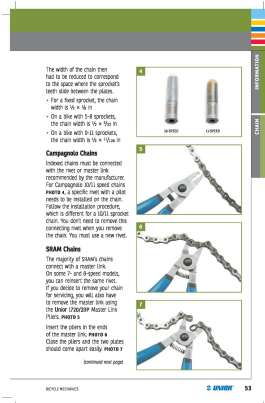 The width of the chain then
had to be reduced to correspond
to the space where the sprocket's
teeth slide between the plates.
• For a fixed sprocket, the chain
width is ½ × ⅛ in
• On a bike with 5-8 sprockets,
the chain width is ½ × ³/₃₂ in
• On a bike with 9-11 sprockets,
the chain width is ½ × ¹¹/₁₂₈ in
Campagnolo Chains
Indexed chains must be connected
with the rivet or master link
recommended by the manufacturer.
For Campagnolo 10/11 speed chains
PHOTO 4, a specific rivet with a pilot
needs to be installed on the chain.
Follow the installation procedure,
which is different for a 10/11 sprocket
chain. You don't need to remove this
connecting rivet when you remove
the chain. You must use a new rivet.
SRAM Chains
The majority of SRAM's chains
connect with a master link.
On some 7- and 8-speed models,
you can reinsert the same rivet.
If you decide to remove your chain
for servicing, you will also have
to remove the master link using
the Unior 1720/2DP Master Link
Pliers. PHOTO 5
Insert the pliers in the ends
of the master link. PHOTO 6
Close the pliers and the two plates
should come apart easily. PHOTO 7
(continued next page)
4
10-SPEED
11-SPEED
5
6
7
INFORMATION
CHAIN
BICYCLE MECHANICS
UNIOR
53